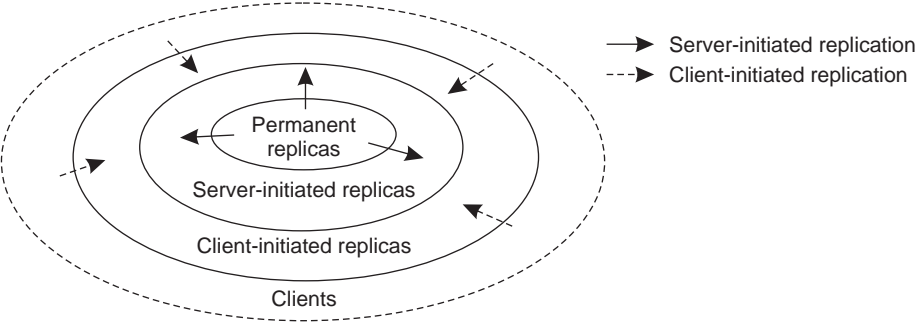 Server-initiated replication
Client-initiated replication
Permanent
replicas
Server-initiated replicas
Client-initiated replicas
Clients